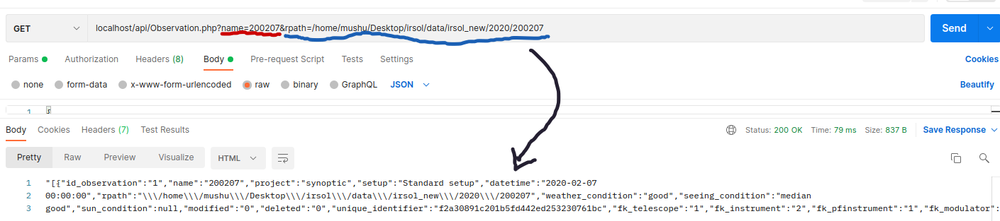 GET localhost/api/Observation.php?name=200207&rpath=/home/mushu/Desktop/irsol/data/irsol_new/2020/200207 Send
Params Authorization Headers (8) Body Pre-request Script Tests Settings Cookies
none form-data x-www-form-urlencoded raw binary GraphQL JSON Beautify
1 {
Body Cookies Headers (7) Test Results Status: 200 OK Time: 79 ms Size: 837 B Save Response
Pretty Raw Preview Visualize HTML
1 "[{"id_observation":"1","name":"200207","project":"synoptic","setup":"Standard setup","datetime":"2020-02-07
2 00:00:00","rpath":"\\\/home\\\/mushu\\\/Desktop\\\/irsol\\\/data\\\/irsol_new\\\/2020\\\/200207","weather_condition":"good","seeing_condition":"median
3 good","sun_condition":null,"modified":"0","deleted":"0","unique_identifier":"f2a30891c201b5fd442ed253230761bc","fk_telescope":"1","fk_instrument":"2","fk_pfinstrument":"1","fk_modulator":